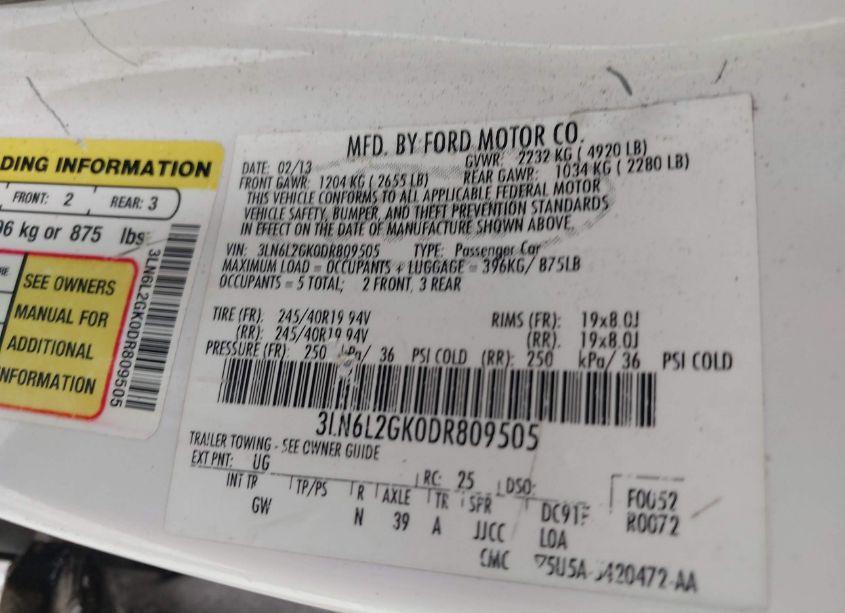 DING INFORMATION
FRONT: 2 REAR: 3
96 kg or 875 lbs
SEE OWNERS
MANUAL FOR
ADDITIONAL
NFORMATION
3LN6L2GK0DR809505
MFD. BY FORD MOTOR CO.
DATE: 02/13 GVWR: 2232 KG ( 4920 LB)
FRONT GAWR: 1204 KG ( 2655 LB) REAR GAWR: 1034 KG ( 2280 LB)
THIS VEHICLE CONFORMS TO ALL APPLICABLE FEDERAL MOTOR
VEHICLE SAFETY, BUMPER, AND THEFT PREVENTION STANDARDS
IN EFFECT ON THE DATE OF MANUFACTURE SHOWN ABOVE.
VIN: 3LN6L2GK0DR809505 TYPE: Passenger Car
MAXIMUM LOAD = OCCUPANTS + LUGGAGE = 396KG/ 875LB
OCCUPANTS = 5 TOTAL; 2 FRONT, 3 REAR
TIRE (FR): 245/40R19 94V RIMS (FR): 19x8.0J
(RR): 245/40R19 94V (RR). 19x8.0J
PRESSURE (FR): 250 kPa/ 36 PSI COLD (RR): 250 kPa/ 36 PSI COLD
3LN6L2GK0DR809505
TRAILER TOWING - SEE OWNER GUIDE
EXT PNT: UG RC: 25 DSO: F0052
INT TR TP/PS R AXLE TR SPR R0072
GW N 39 A JJCC LOA
CMC